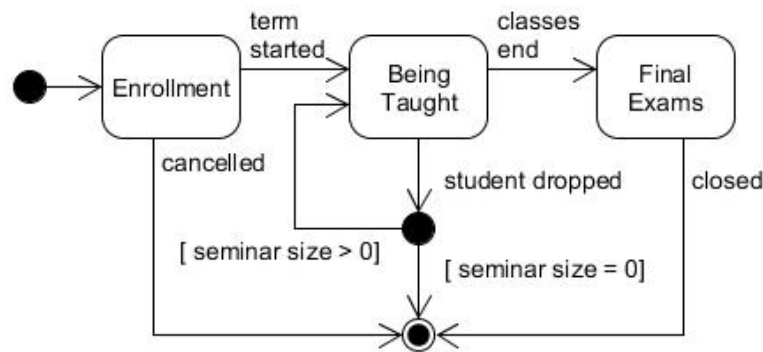 term
started
classes
end
Enrollment
Being
Taught
Final
Exams
cancelled
student dropped
closed
[ seminar size > 0]
[ seminar size = 0]